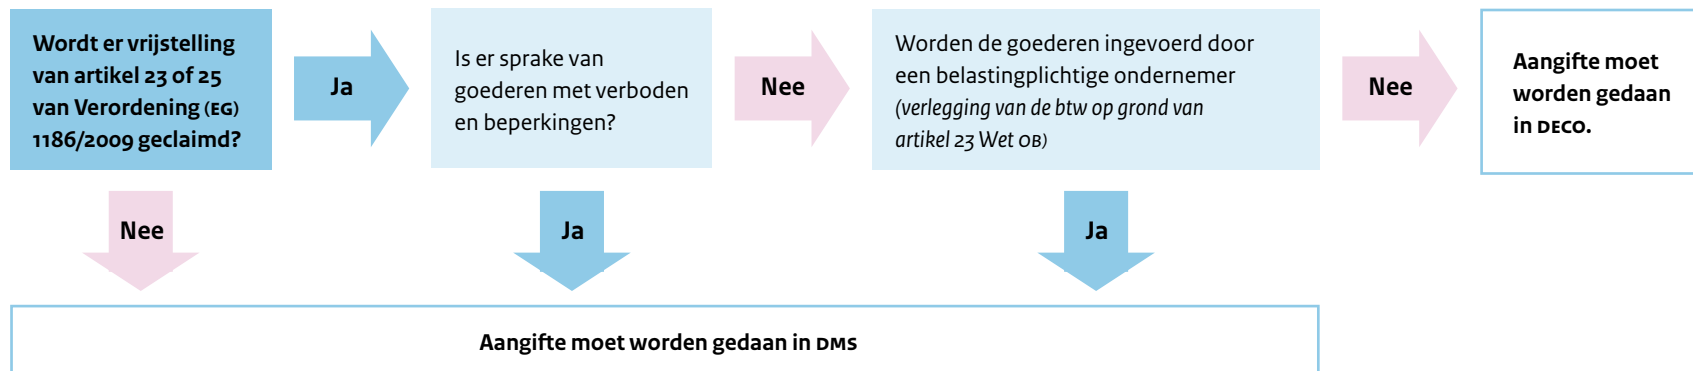 Wordt er vrijstelling
van artikel 23 of 25
van Verordening (EG)
1186/2009 geclaimd?
Ja
Is er sprake van
goederen met verboden
en beperkingen?
Nee
Worden de goederen ingevoerd door
een belastingplichtige ondernemer
(verlegging van de btw op grond van
artikel 23 Wet OB)
Nee
Aangifte moet
worden gedaan
in DECO.
Nee
Ja
Ja
Aangifte moet worden gedaan in DMS